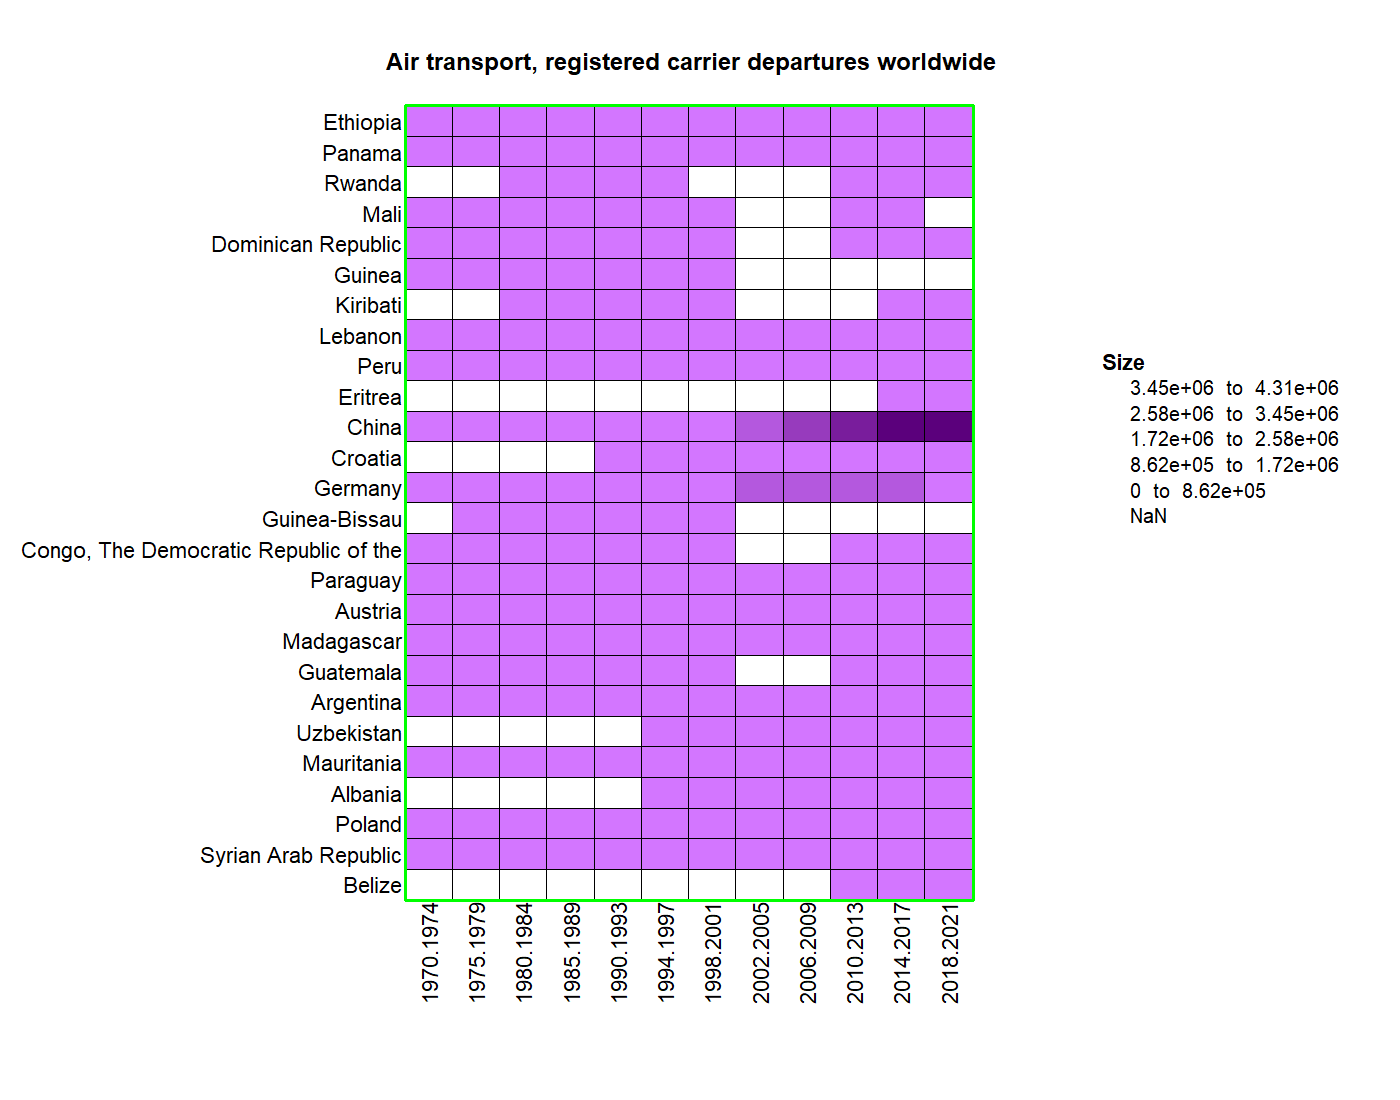 Air transport, registered carrier departures worldwide
Ethiopia
Panama
Rwanda
Mali
Dominican Republic
Guinea
Kiribati
Lebanon
Peru
Eritrea
China
Croatia
Germany
Guinea-Bissau
Congo, The Democratic Republic of the
Paraguay
Austria
Madagascar
Guatemala
Argentina
Uzbekistan
Mauritania
Albania
Poland
Syrian Arab Republic
Belize
1970.1974
1975.1979
1980.1984
1985.1989
1990.1993
1994.1997
1998.2001
2002.2005
2006.2009
2010.2013
2014.2017
2018.2021
Size
3.45e+06 to 4.31e+06
2.58e+06 to 3.45e+06
1.72e+06 to 2.58e+06
8.62e+05 to 1.72e+06
0 to 8.62e+05
NaN